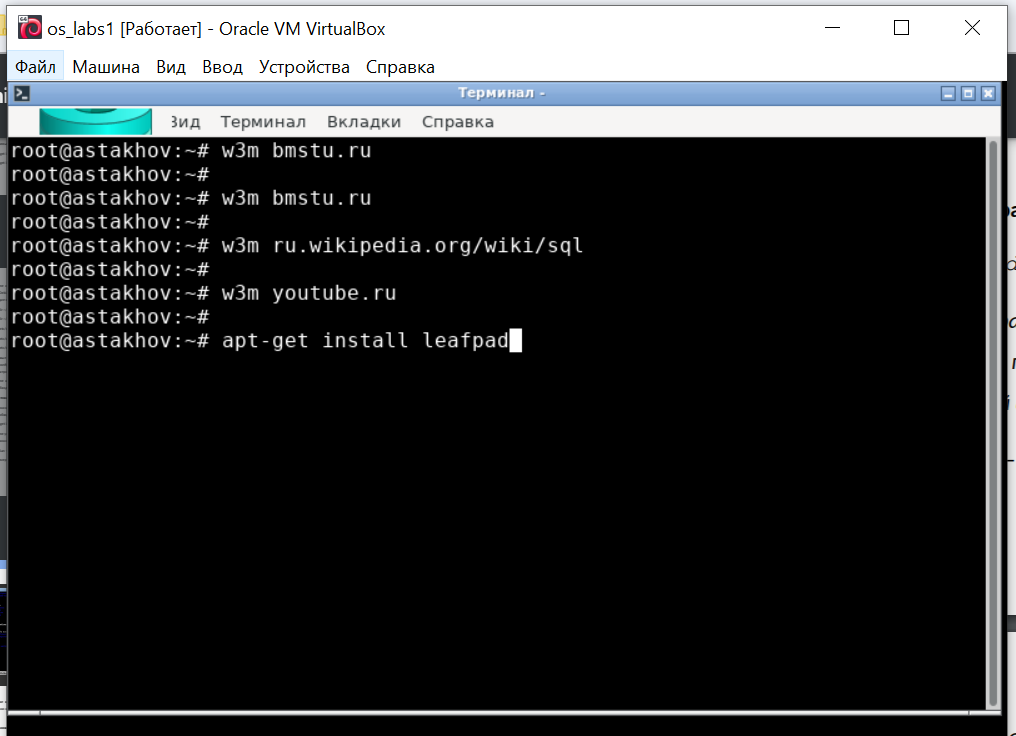 os_labs1 [Работает] - Oracle VM VirtualBox
Файл Машина Вид Ввод Устройства Справка
Терминал -
Вид Терминал Вкладки Справка
root@astakhov:~# w3m bmstu.ru
root@astakhov:~#
root@astakhov:~# w3m bmstu.ru
root@astakhov:~#
root@astakhov:~# w3m ru.wikipedia.org/wiki/sql
root@astakhov:~#
root@astakhov:~# w3m youtube.ru
root@astakhov:~#
root@astakhov:~# apt-get install leafpad